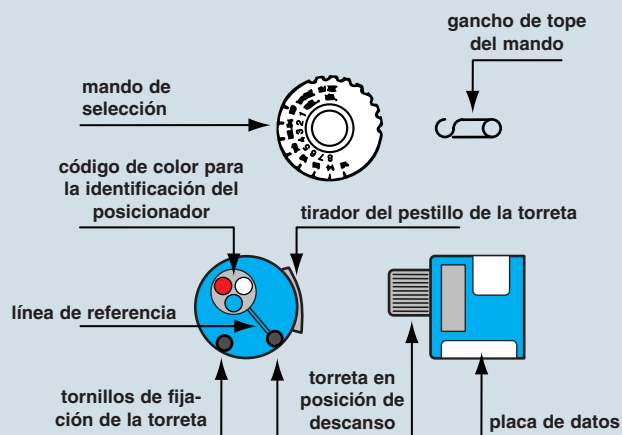 gancho de tope
del mando
mando de
selección
código de color para
la identificación del
posicionador
tirador del pestillo de la torreta
línea de referencia
tornillos de fija-
ción de la torreta
torreta en
posición de
descanso
placa de datos